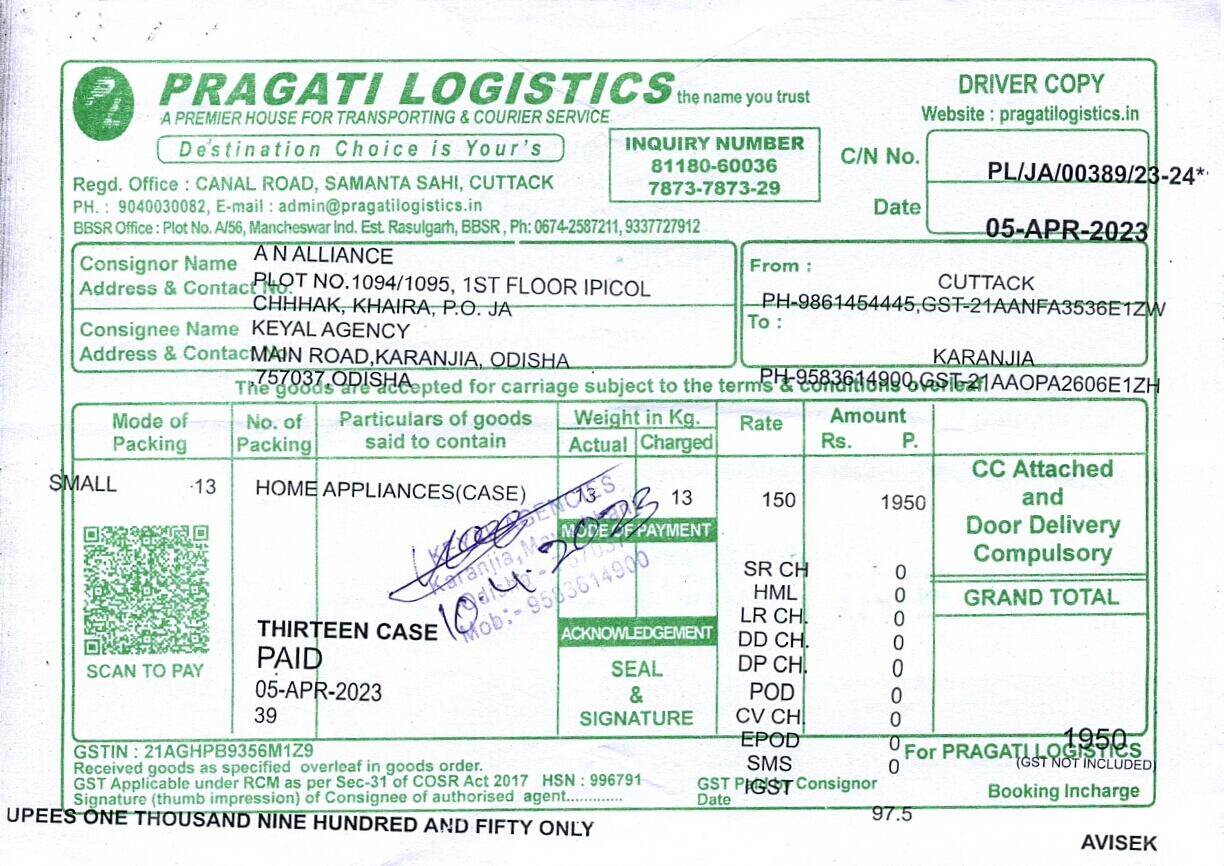 PRAGATI LOGISTICS the name you trust
A PREMIER HOUSE FOR TRANSPORTING & COURIER SERVICE
Destination Choice is Your's
Regd. Office : CANAL ROAD, SAMANTA SAHI, CUTTACK
PH. : 9040030082, E-mail : admin@pragatilogistics.in
BBSR Office : Plot No. A/56, Mancheswar Ind. Est. Rasulgarh, BBSR , Ph: 0674-2587211, 9337727912
INQUIRY NUMBER
81180-60036
7873-7873-29
DRIVER COPY
Website : pragatilogistics.in
C/N No. PL/JA/00389/23-24*
Date 05-APR-2023
Consignor Name A N ALLIANCE
Address & Contact No. PLOT NO.1094/1095, 1ST FLOOR IPICOL
CHHHAK, KHAIRA, P.O. JA
Consignee Name KEYAL AGENCY
Address & Contact MAIN ROAD,KARANJIA, ODISHA
757037,ODISHA
From : CUTTACK
PH-9861454445,GST-21AANFA3536E1ZW
To : KARANJIA
PH-9583614900,GST-21AAOPA2606E1ZH
The goods are accepted for carriage subject to the terms & conditions overleaf
Mode of Packing No. of Packing Particulars of goods said to contain Weight in Kg. Actual Charged Rate Amount Rs. P.
SMALL 13 HOME APPLIANCES(CASE) 13 13 150 1950
CC Attached
and
Door Delivery
Compulsory
GRAND TOTAL
MODE OF PAYMENT
KEYAL AGENCIES
Karanjia,
Odisha -
Mob:- 9583614900
10.4.2023
SCAN TO PAY
THIRTEEN CASE
PAID
05-APR-2023
39
ACKNOWLEDGEMENT
SEAL
&
SIGNATURE
SR CH 0
HML 0
LR CH. 0
DD CH. 0
DP CH. 0
POD 0
CV CH. 0
EPOD 0
SMS 0
IGST 97.5
1950
For PRAGATI LOGISTICS
(GST NOT INCLUDED)
Booking Incharge
GSTIN : 21AGHPB9356M1Z9
Received goods as specified overleaf in goods order.
GST Applicable under RCM as per Sec-31 of COSR Act 2017 HSN : 996791
Signature (thumb impression) of Consignee of authorised agent.............
GST Paid by Consignor
Date
UPEES ONE THOUSAND NINE HUNDRED AND FIFTY ONLY
AVISEK